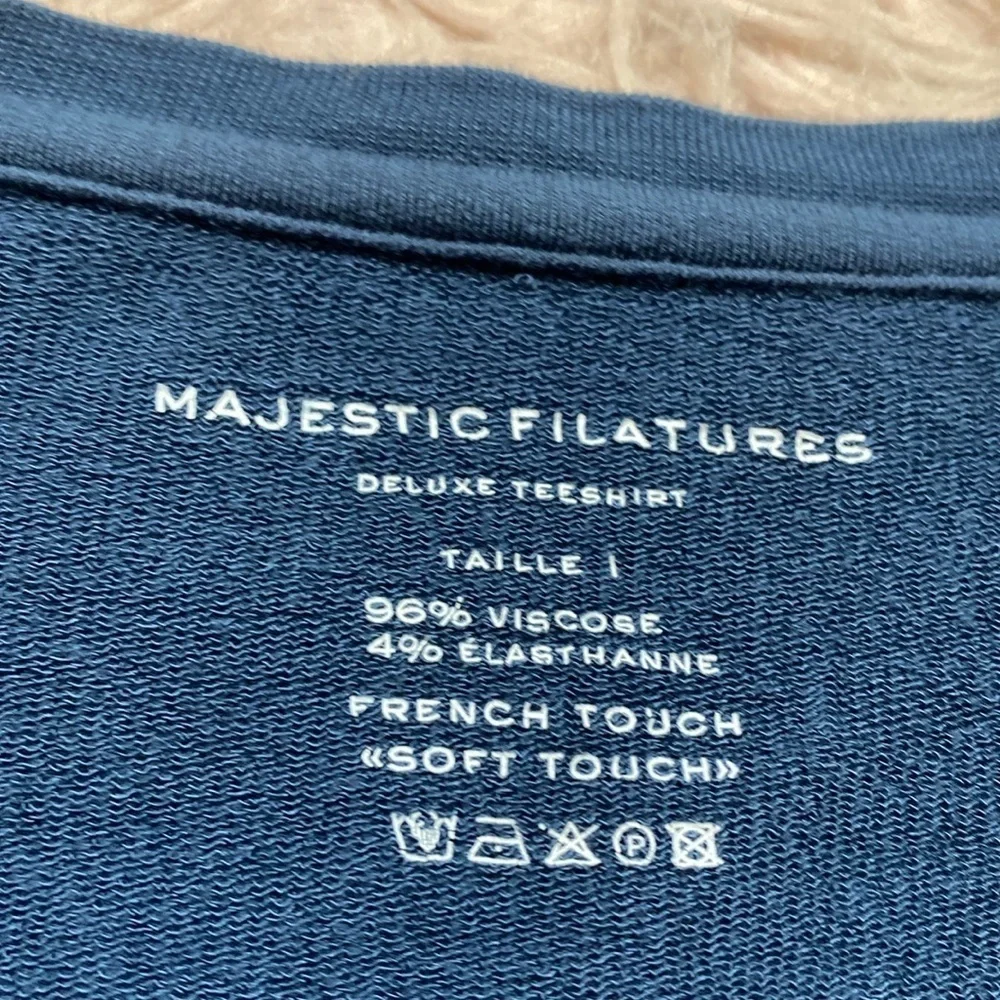 MAJESTIC FILATURES
DELUXE TEESHIRT
TAILLE 1
96% VISCOSE
4% ÉLASTHANNE
FRENCH TOUCH
«SOFT TOUCH»
P